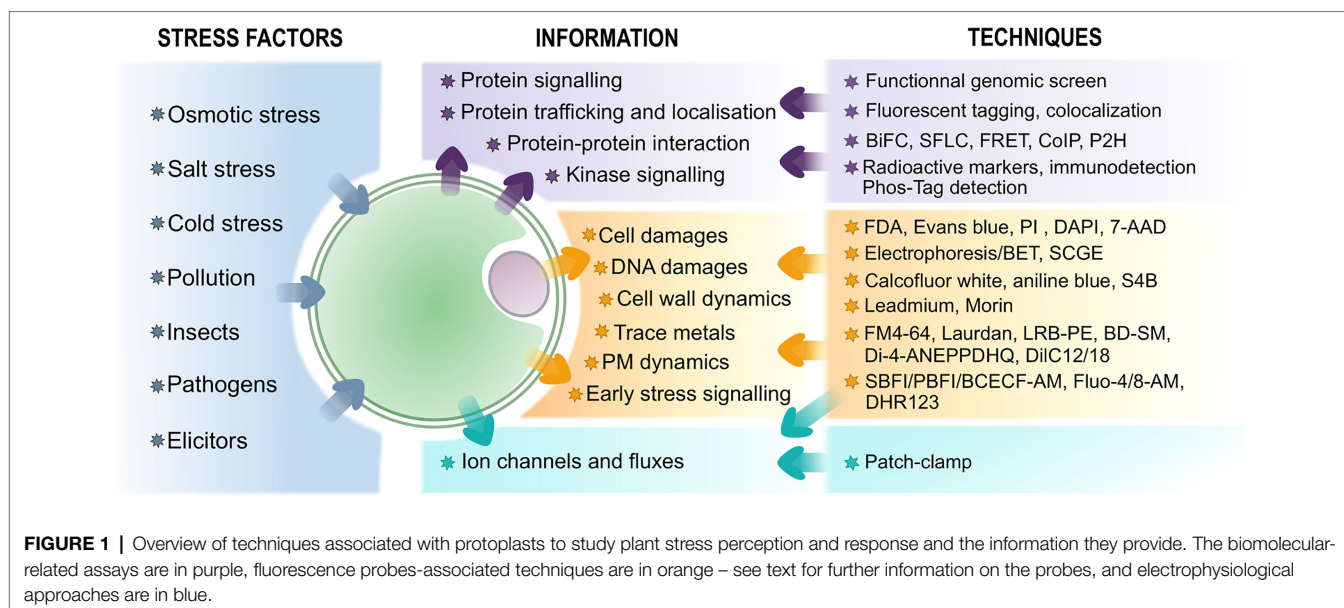 STRESS FACTORS
Osmotic stress
Salt stress
Cold stress
Pollution
Insects
Pathogens
Elicitors
INFORMATION
Protein signalling
Protein trafficking and localisation
Protein-protein interaction
Kinase signalling
Cell damages
DNA damages
Cell wall dynamics
Trace metals
PM dynamics
Early stress signalling
Ion channels and fluxes
TECHNIQUES
Functionnal genomic screen
Fluorescent tagging, colocalization
BiFC, SFLC, FRET, CoIP, P2H
Radioactive markers, immunodetection
Phos-Tag detection
FDA, Evans blue, PI , DAPI, 7-AAD
Electrophoresis/BET, SCGE
Calcofluor white, aniline blue, S4B
Leadmium, Morin
FM4-64, Laurdan, LRB-PE, BD-SM,
Di-4-ANEPPDHQ, DilC12/18
SBFI/PBFI/BCECF-AM, Fluo-4/8-AM,
DHR123
Patch-clamp
FIGURE 1 | Overview of techniques associated with protoplasts to study plant stress perception and response and the information they provide. The biomolecular-
related assays are in purple, fluorescence probes-associated techniques are in orange – see text for further information on the probes, and electrophysiological
approaches are in blue.